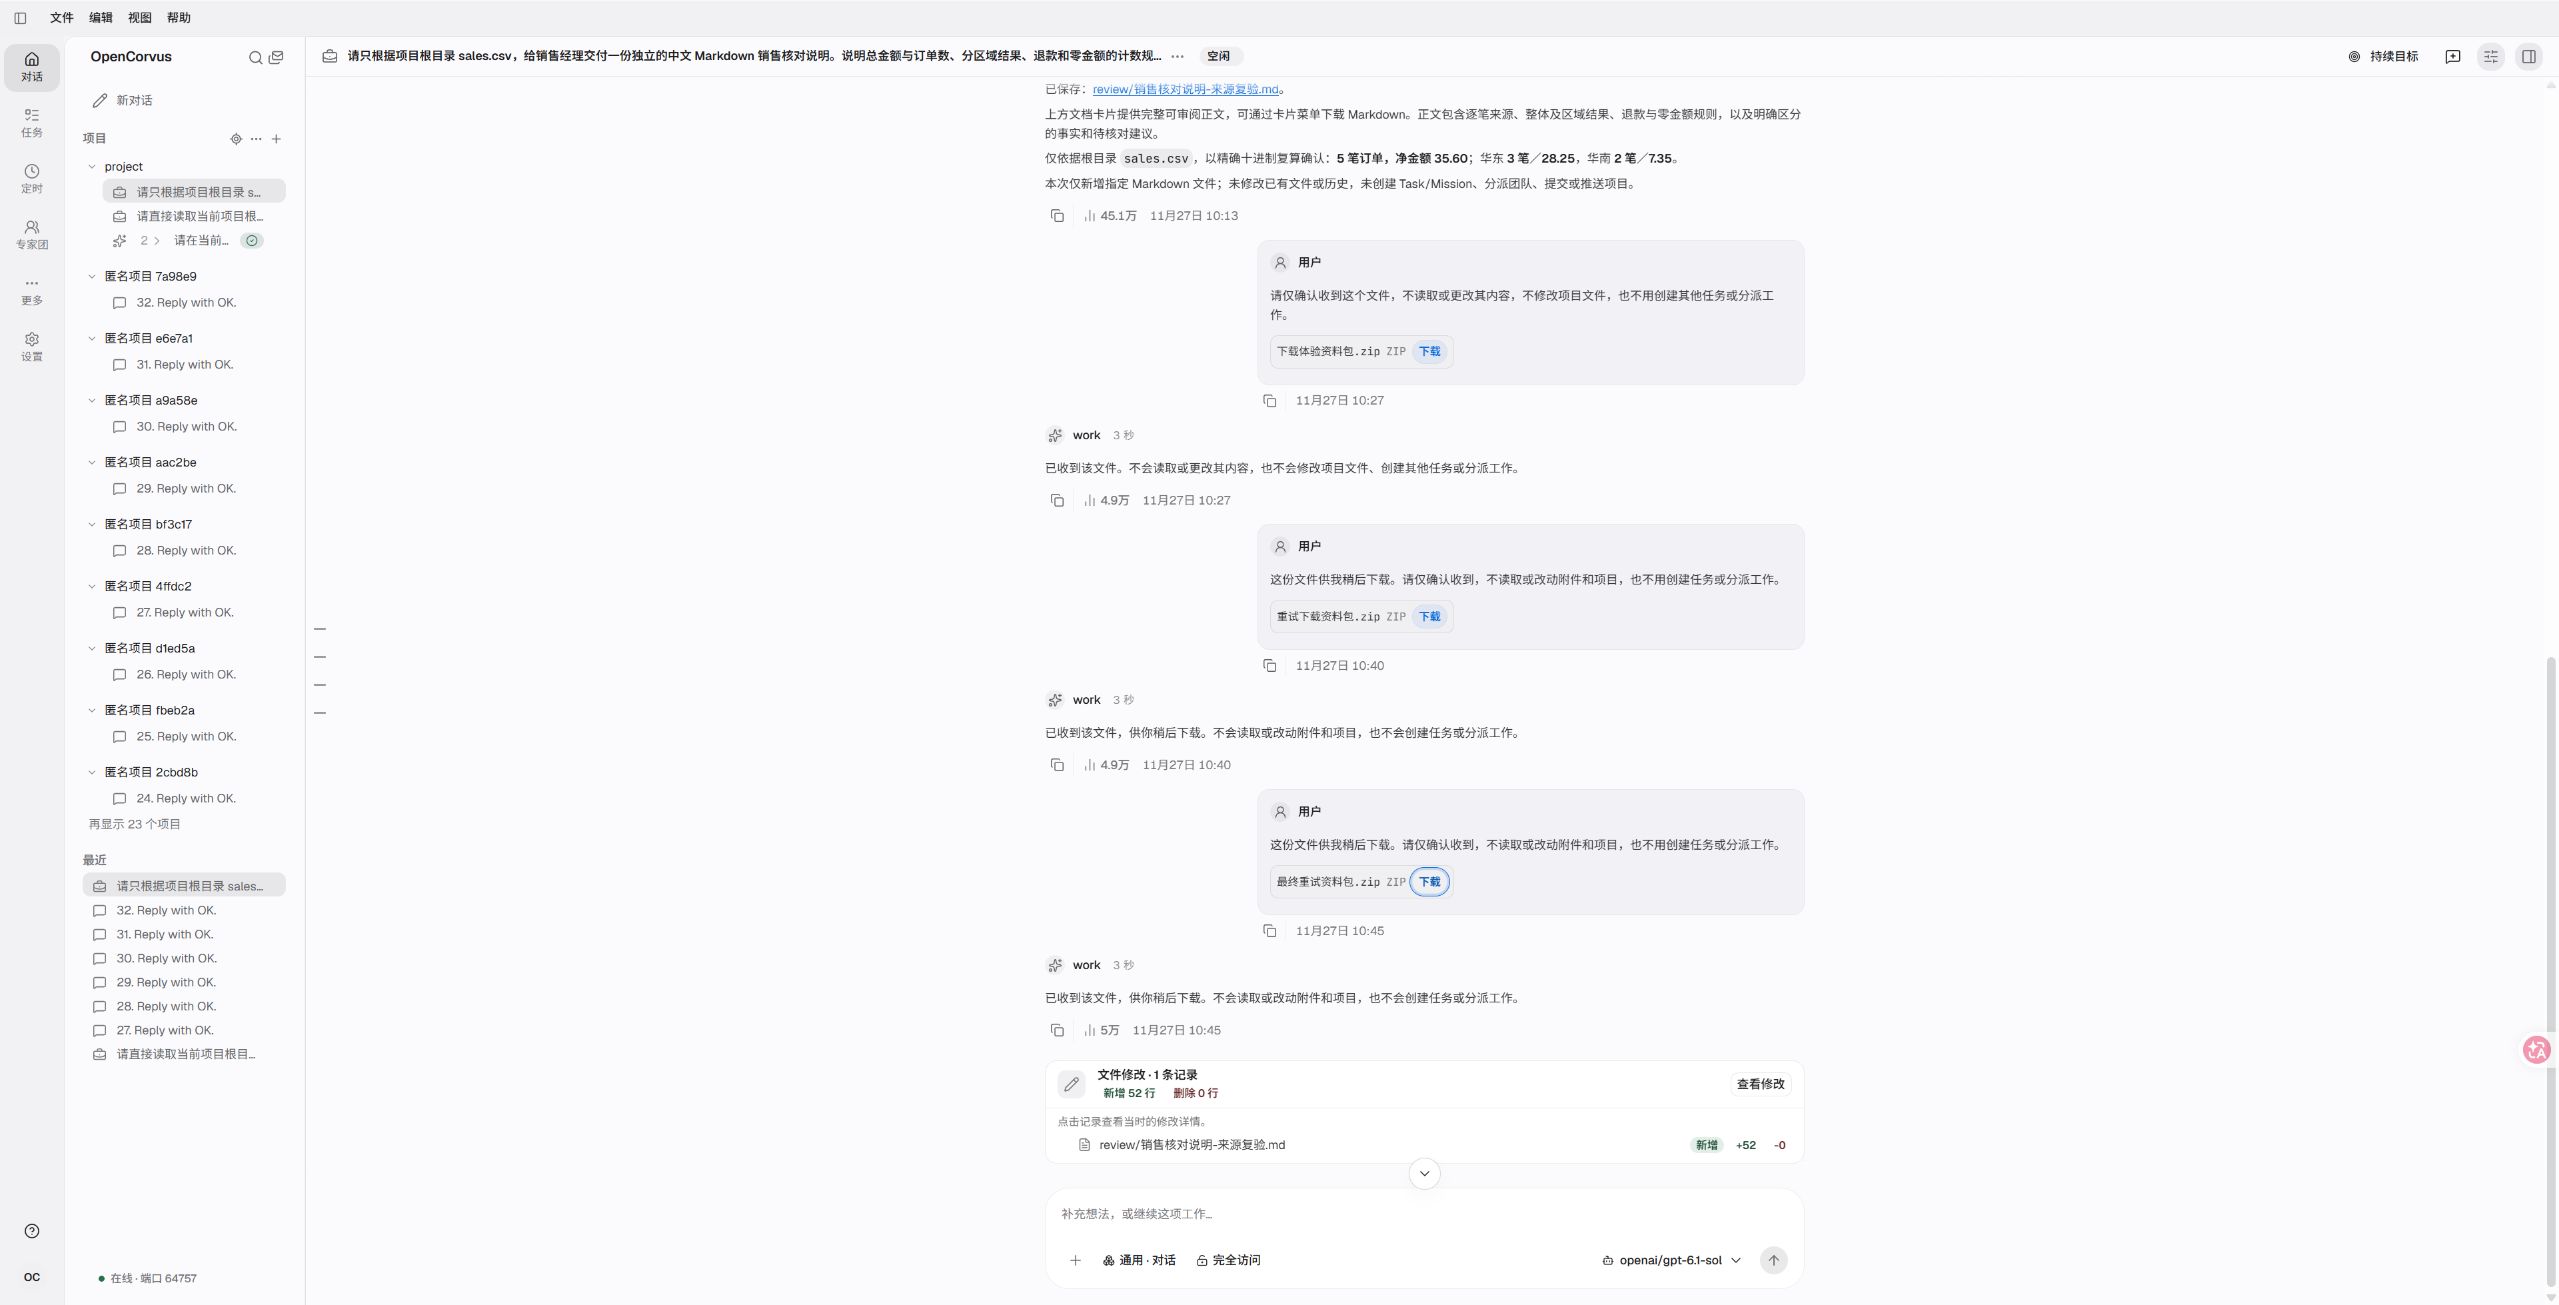 文件 编辑 视图 帮助
对话
任务
定时
专家团
更多
设置
OC
OpenCorvus
新对话
项目
project
请只根据项目根目录 s...
请直接读取当前项目根...
2 请在当前...
匿名项目 7a98e9
32. Reply with OK.
匿名项目 e6e7a1
31. Reply with OK.
匿名项目 a9a58e
30. Reply with OK.
匿名项目 aac2be
29. Reply with OK.
匿名项目 bf3c17
28. Reply with OK.
匿名项目 4ffdc2
27. Reply with OK.
匿名项目 d1ed5a
26. Reply with OK.
匿名项目 fbeb2a
25. Reply with OK.
匿名项目 2cbd8b
24. Reply with OK.
再显示 23 个项目
最近
请只根据项目根目录 sales...
32. Reply with OK.
31. Reply with OK.
30. Reply with OK.
29. Reply with OK.
28. Reply with OK.
27. Reply with OK.
请直接读取当前项目根目...
在线 · 端口 64757
请只根据项目根目录 sales.csv，给销售经理交付一份独立的中文 Markdown 销售核对说明。说明总金额与订单数、分区域结果、退款和零金额的计数规... 空闲
持续目标
已保存：review/销售核对说明-来源复验.md。
上方文档卡片提供完整可审阅正文，可通过卡片菜单下载 Markdown。正文包含逐笔来源、整体及区域结果、退款与零金额规则，以及明确区分
的事实和待核对建议。
仅依据根目录 sales.csv，以精确十进制复算确认：5 笔订单，净金额 35.60；华东 3 笔／28.25，华南 2 笔／7.35。
本次仅新增指定 Markdown 文件；未修改已有文件或历史，未创建 Task/Mission、分派团队、提交或推送项目。
45.1万 11月27日 10:13
用户
请仅确认收到这个文件，不读取或更改其内容，不修改项目文件，也不用创建其他任务或分派工
作。
下载体验资料包.zip ZIP 下载
11月27日 10:27
work 3 秒
已收到该文件。不会读取或更改其内容，也不会修改项目文件、创建其他任务或分派工作。
4.9万 11月27日 10:27
用户
这份文件供我稍后下载。请仅确认收到，不读取或改动附件和项目，也不用创建任务或分派工作。
重试下载资料包.zip ZIP 下载
11月27日 10:40
work 3 秒
已收到该文件，供你稍后下载。不会读取或改动附件和项目，也不会创建任务或分派工作。
4.9万 11月27日 10:40
用户
这份文件供我稍后下载。请仅确认收到，不读取或改动附件和项目，也不用创建任务或分派工作。
最终重试资料包.zip ZIP 下载
11月27日 10:45
work 3 秒
已收到该文件，供你稍后下载。不会读取或改动附件和项目，也不会创建任务或分派工作。
5万 11月27日 10:45
文件修改 · 1 条记录
新增 52 行 删除 0 行
查看修改
点击记录查看当时的修改详情。
review/销售核对说明-来源复验.md 新增 +52 -0
补充想法，或继续这项工作...
通用 · 对话 完全访问 openai/gpt-6.1-sol